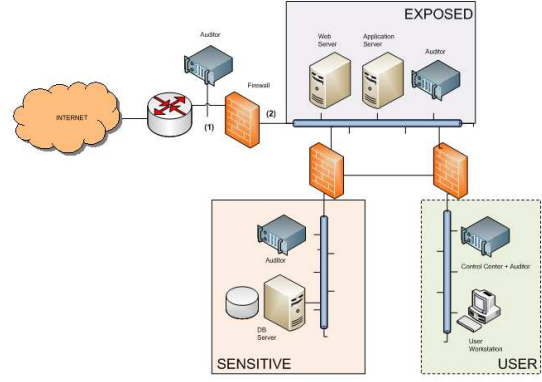 EXPOSED
Auditor
Web
Server
Application
Server
Auditor
Firewall
INTERNET
(1)
(2)
Auditor
DB
Server
SENSITIVE
Control Center + Auditor
User
Workstation
USER